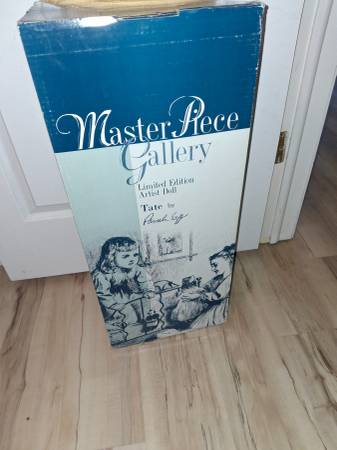 Master Piece
Gallery
Limited Edition
Artist Doll
Tate by